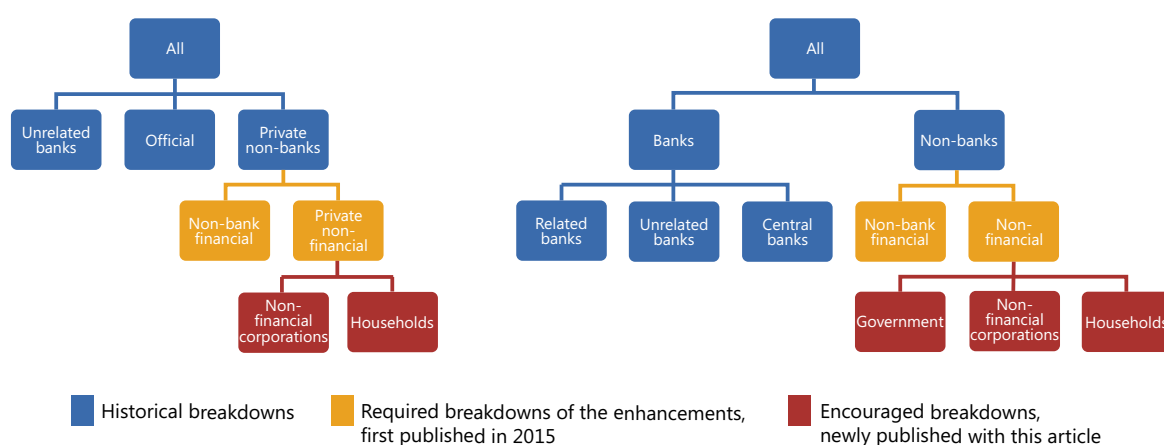 All
Unrelated
banks
Official
Private
non-banks
Non-bank
financial
Private
non-
financial
Non-
financial
corporations
Households
All
Banks
Non-banks
Related
banks
Unrelated
banks
Central
banks
Non-bank
financial
Non-
financial
Government
Non-
financial
corporations
Households
Historical breakdowns
Required breakdowns of the enhancements,
first published in 2015
Encouraged breakdowns,
newly published with this article